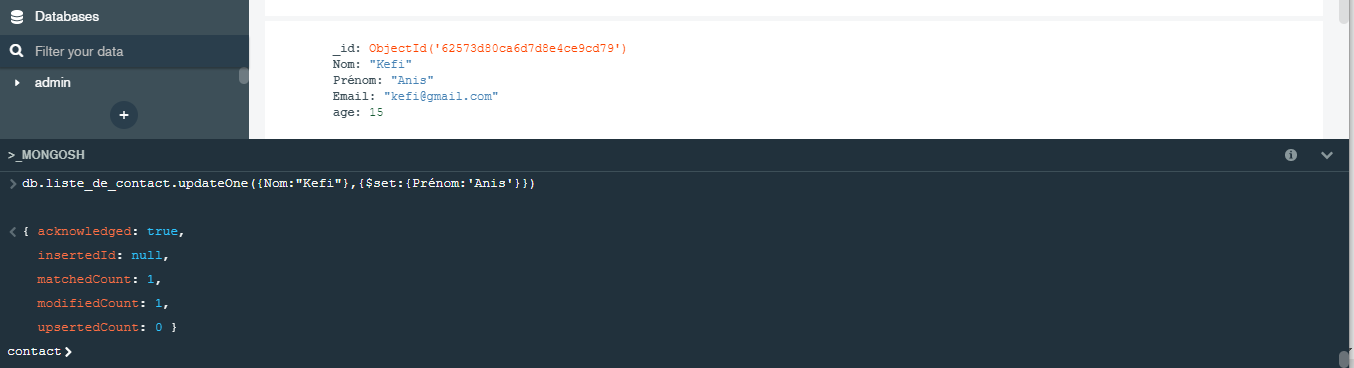 Databases
Filter your data
admin
_id: ObjectId('62573d80ca6d7d8e4ce9cd79')
Nom: "Kefi"
Prénom: "Anis"
Email: "kefi@gmail.com"
age: 15
>_MONGOSH
db.liste_de_contact.updateOne({Nom:"Kefi"},{$set:{Prénom:'Anis'}})
{ acknowledged: true,
insertedId: null,
matchedCount: 1,
modifiedCount: 1,
upsertedCount: 0 }
contact